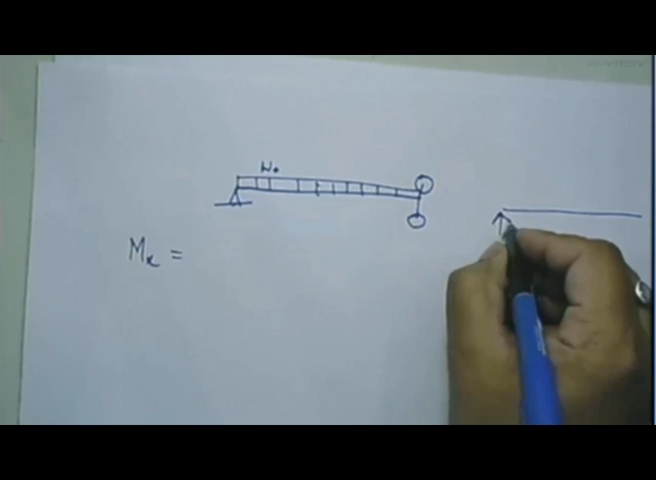 w₀
Mₓ =